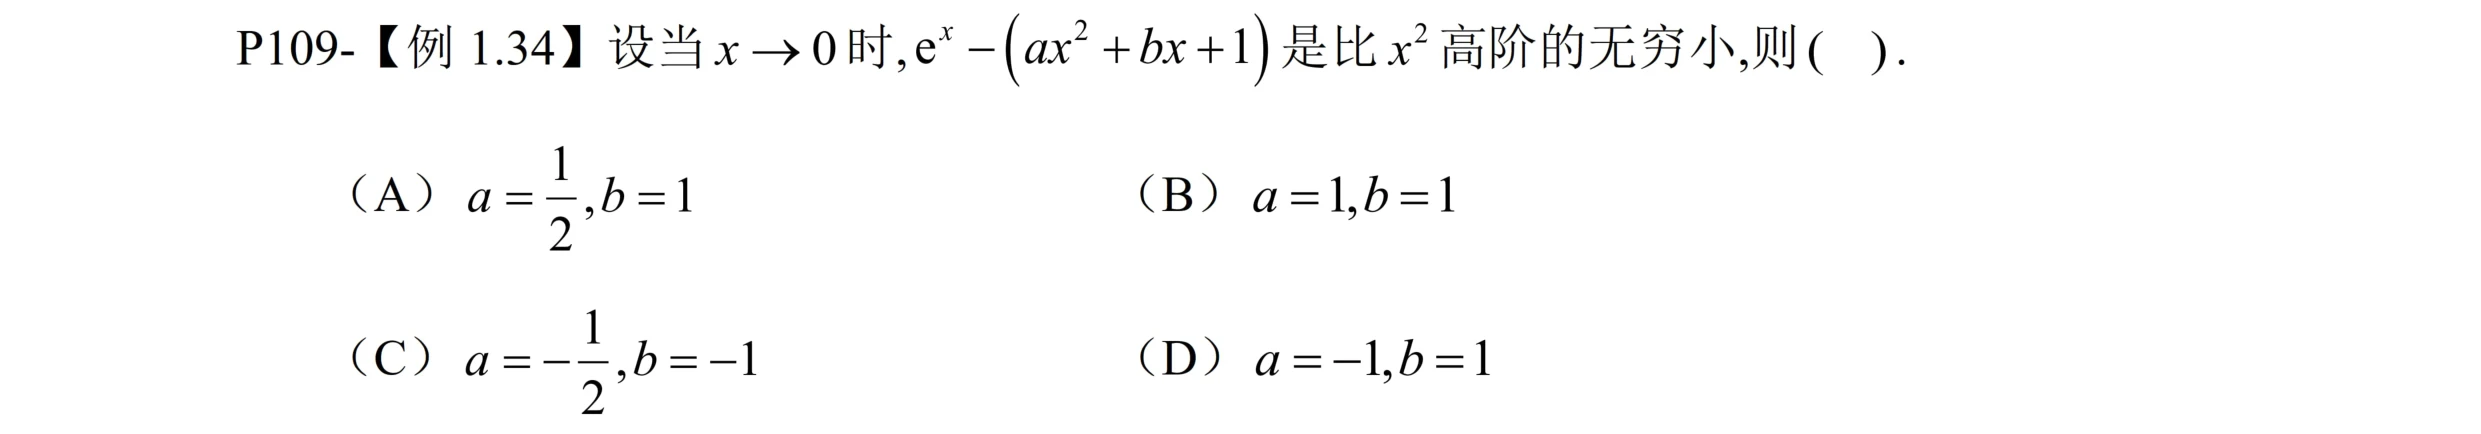 P109-【例 1.34】设当 x → 0 时,e^x − (ax^2 + bx + 1) 是比 x^2 高阶的无穷小,则( ).
（A）a = 1/2, b = 1 （B）a = 1, b = 1
（C）a = −1/2, b = −1 （D）a = −1, b = 1